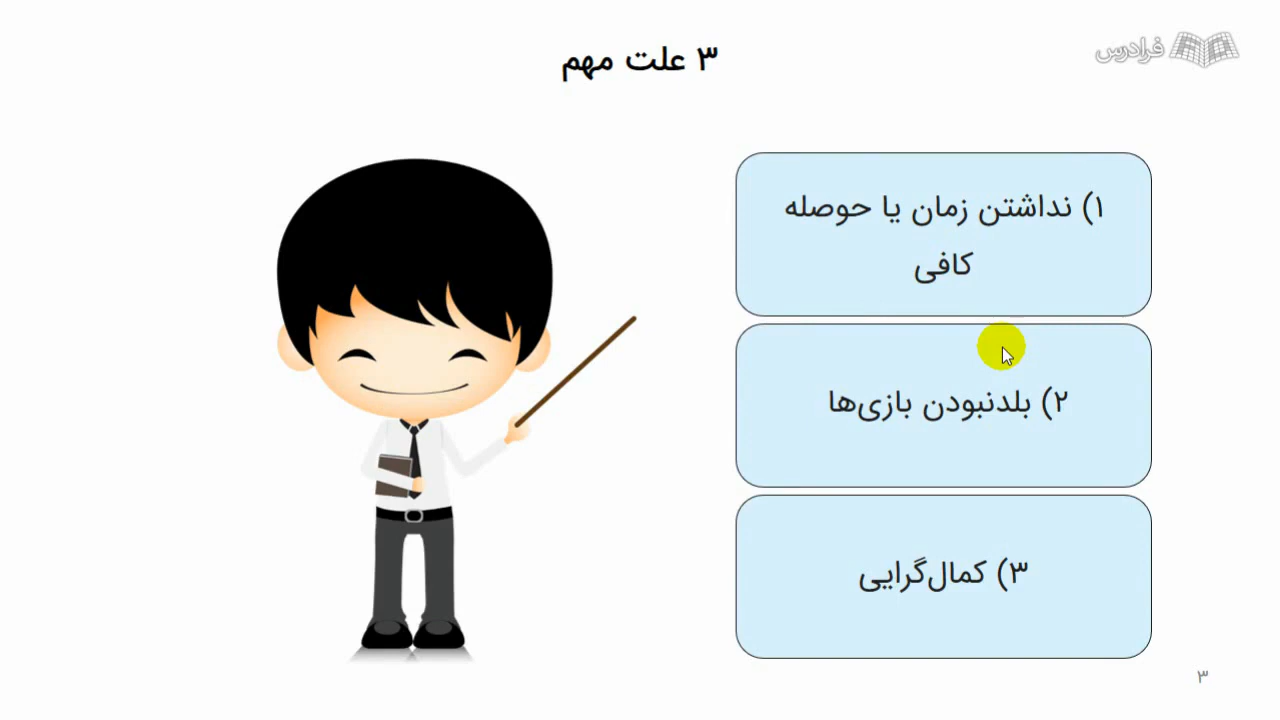 فرادرس
۳ علت مهم
۱) نداشتن زمان یا حوصله
کافی
۲) بلدنبودن بازی‌ها
۳) کمال‌گرایی
۳